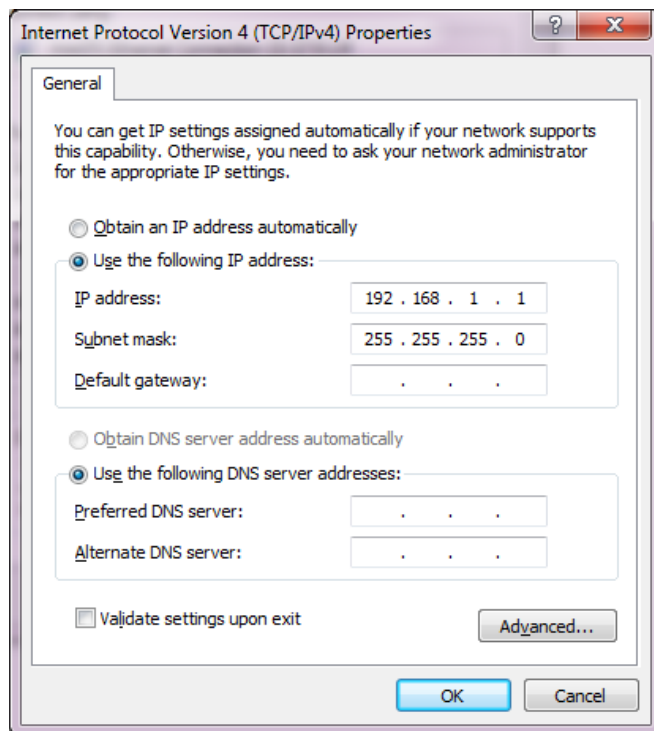 Internet Protocol Version 4 (TCP/IPv4) Properties
General
You can get IP settings assigned automatically if your network supports
this capability. Otherwise, you need to ask your network administrator
for the appropriate IP settings.
Obtain an IP address automatically
Use the following IP address:
IP address: 192 . 168 . 1 . 1
Subnet mask: 255 . 255 . 255 . 0
Default gateway: . . .
Obtain DNS server address automatically
Use the following DNS server addresses:
Preferred DNS server: . . .
Alternate DNS server: . . .
Validate settings upon exit
Advanced...
OK Cancel